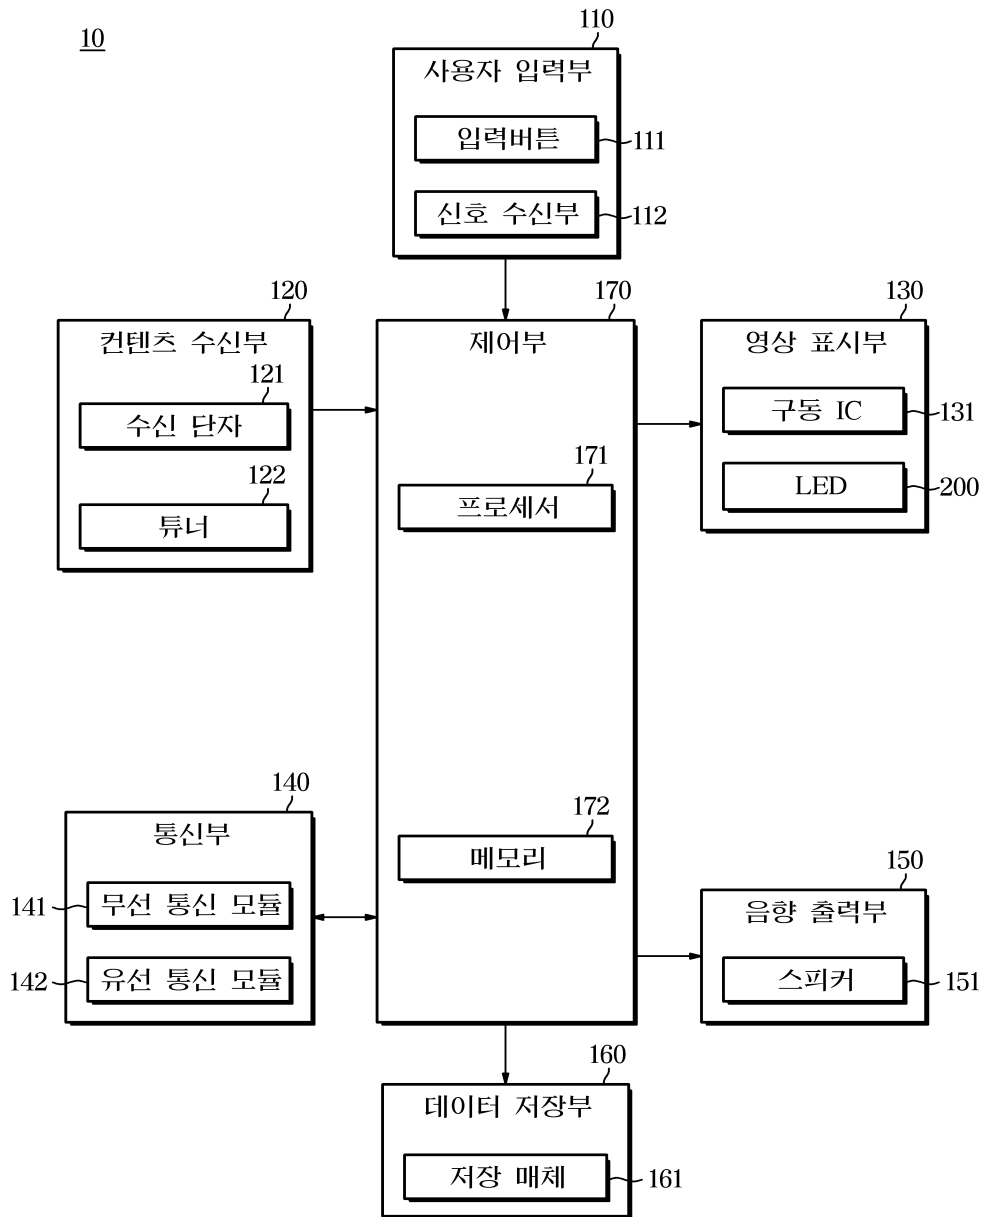 10
110
사용자 입력부
입력버튼
111
신호 수신부
112
120
컨텐츠 수신부
121
수신 단자
122
튜너
170
제어부
171
프로세서
172
메모리
130
영상 표시부
구동 IC
131
LED
200
140
통신부
141
무선 통신 모듈
142
유선 통신 모듈
150
음향 출력부
스피커
151
160
데이터 저장부
저장 매체
161